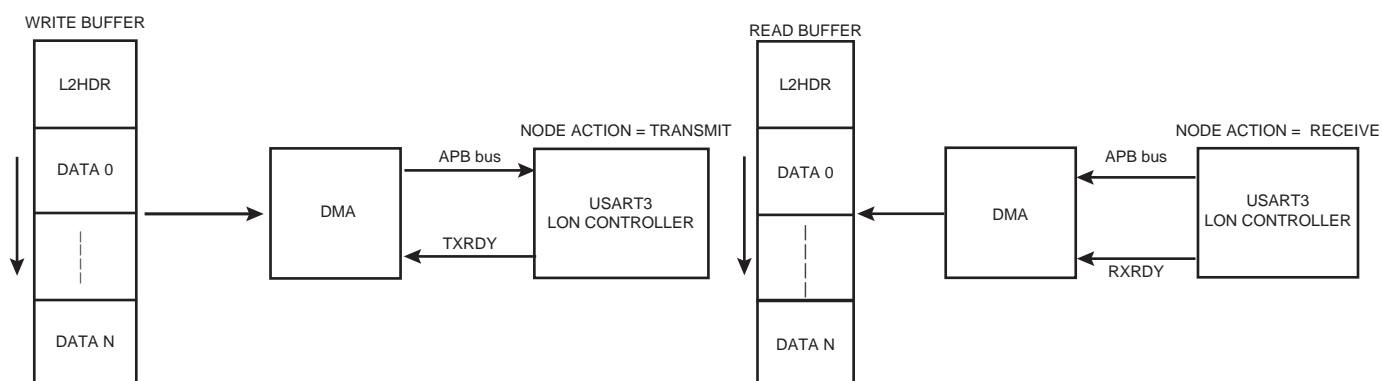 WRITE BUFFER
L2HDR
DATA 0
DATA N
DMA
APB bus
TXRDY
NODE ACTION = TRANSMIT
USART3
LON CONTROLLER
READ BUFFER
L2HDR
DATA 0
DATA N
DMA
APB bus
RXRDY
NODE ACTION = RECEIVE
USART3
LON CONTROLLER